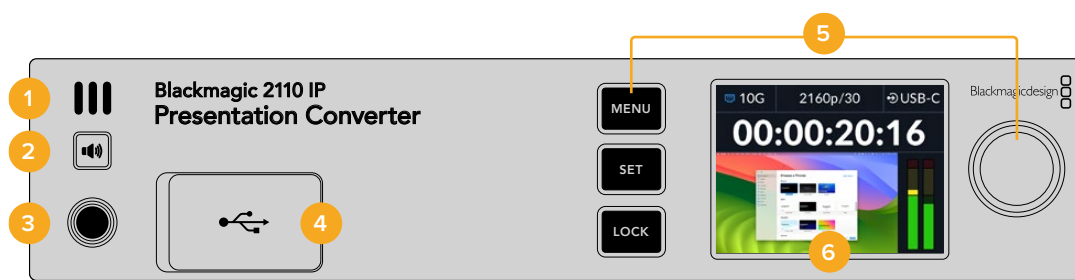 5
1
Blackmagic 2110 IP
Presentation Converter
MENU
10G 2160p/30 USB-C
Blackmagicdesign
00:00:20:16
2
SET
3
4
LOCK
6